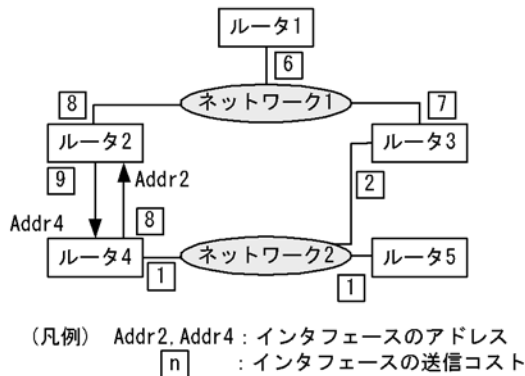 ルータ1
6
ネットワーク1
8
7
ルータ2
ルータ3
9
Addr2
2
Addr4
8
ルータ4
ネットワーク2
ルータ5
1
1
(凡例) Addr2, Addr4 : インタフェースのアドレス
n : インタフェースの送信コスト